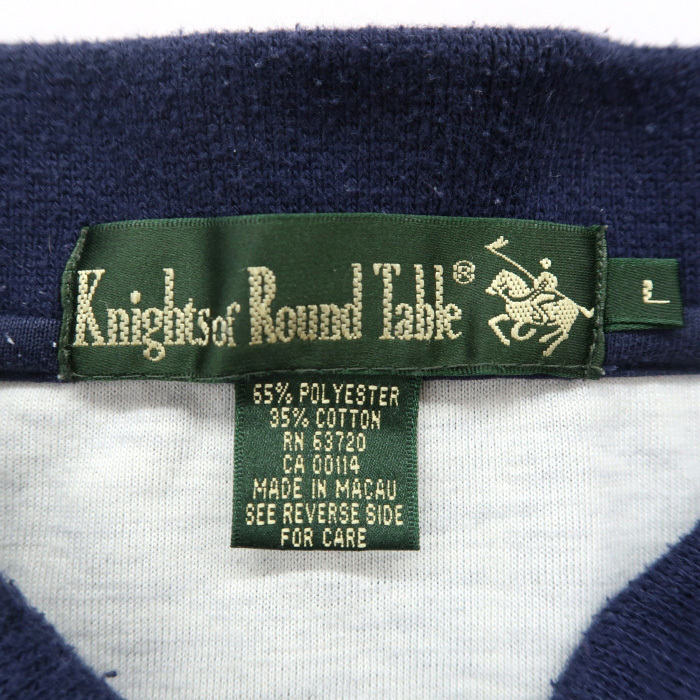 Knights of Round Table®
L
65% POLYESTER
35% COTTON
RN 63720
CA 00114
MADE IN MACAU
SEE REVERSE SIDE
FOR CARE